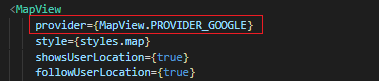 <MapView
provider={MapView.PROVIDER_GOOGLE}
style={styles.map}
showsUserLocation={true}
followUserLocation={true}